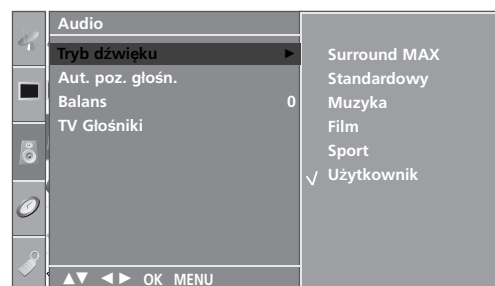 Audio
Tryb dźwięku ►
Aut. poz. głośn.
Balans 0
TV Głośniki
▲▼ ◄► OK MENU
Surround MAX
Standardowy
Muzyka
Film
Sport
√ Użytkownik